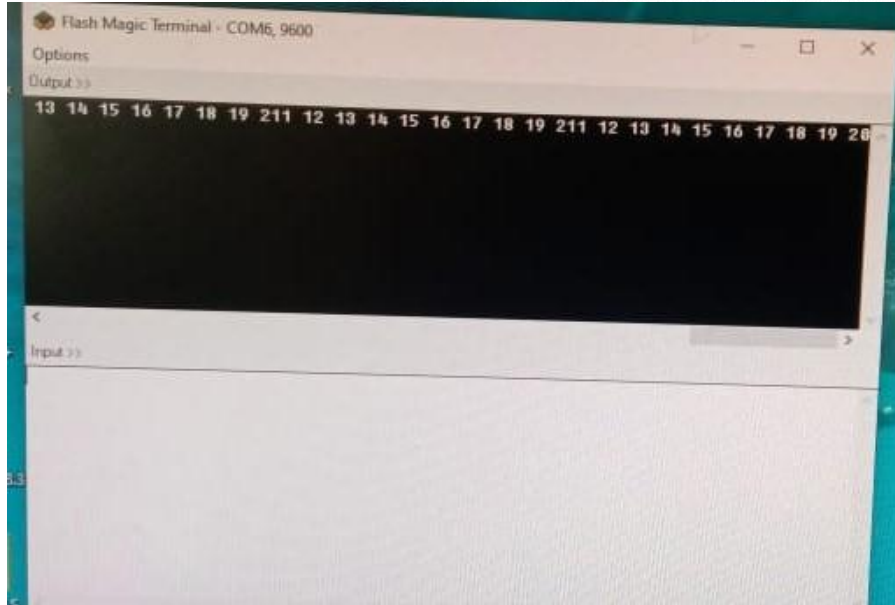 Flash Magic Terminal - COM6, 9600
Options
Output >>
13 14 15 16 17 18 19 211 12 13 14 15 16 17 18 19 211 12 13 14 15 16 17 18 19 20
Input >>